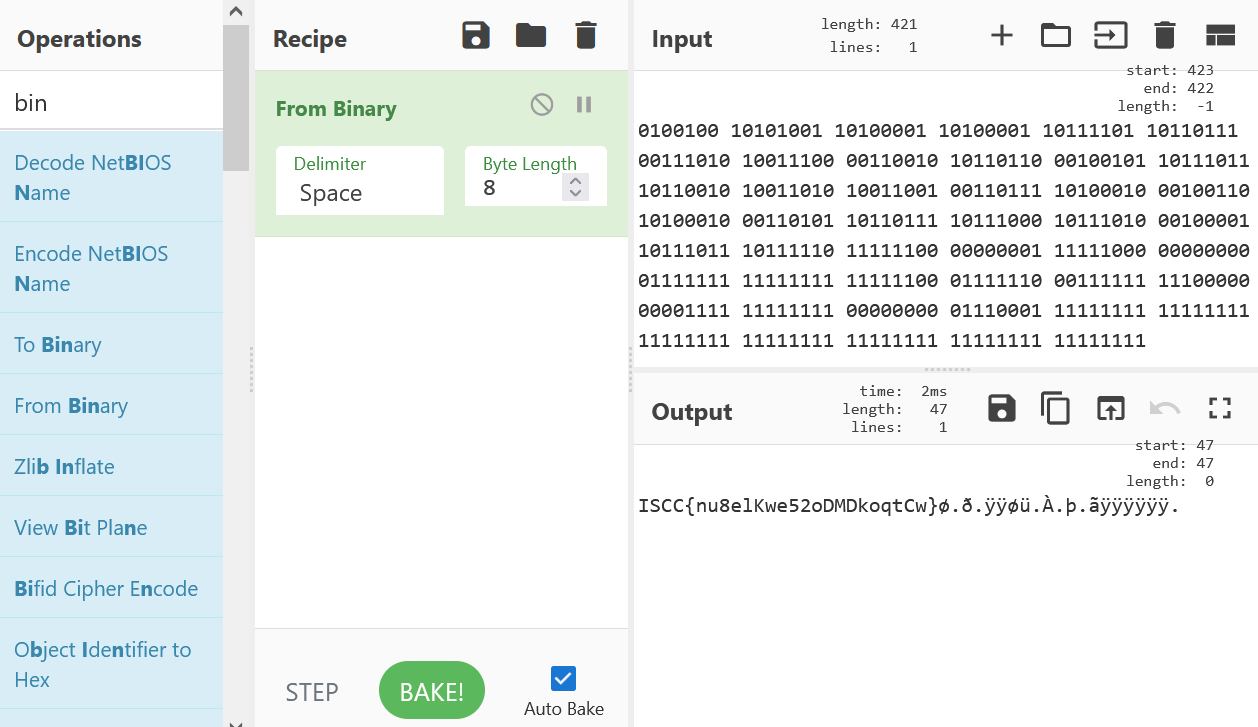 Operations
bin
Decode NetBIOS
Name
Encode NetBIOS
Name
To Binary
From Binary
Zlib Inflate
View Bit Plane
Bifid Cipher Encode
Object Identifier to
Hex
Recipe
From Binary
Delimiter
Space
Byte Length
8
STEP
BAKE!
Auto Bake
Input
length: 421
lines: 1
start: 423
end: 422
length: -1
0100100 10101001 10100001 10100001 10111101 10110111
00111010 10011100 00110010 10110110 00100101 10111011
10110010 10011010 10011001 00110111 10100010 00100110
10100010 00110101 10110111 10111000 10111010 00100001
10111011 10111110 11111100 00000001 11111000 00000000
01111111 11111111 11111100 01111110 00111111 11100000
00001111 11111111 00000000 01110001 11111111 11111111
11111111 11111111 11111111 11111111 11111111
Output
time: 2ms
length: 47
lines: 1
start: 47
end: 47
length: 0
ISCC{nu8elKwe52oDMDkoqtCw}ø.ð.ÿÿøü.À.þ.ãÿÿÿÿÿÿ.